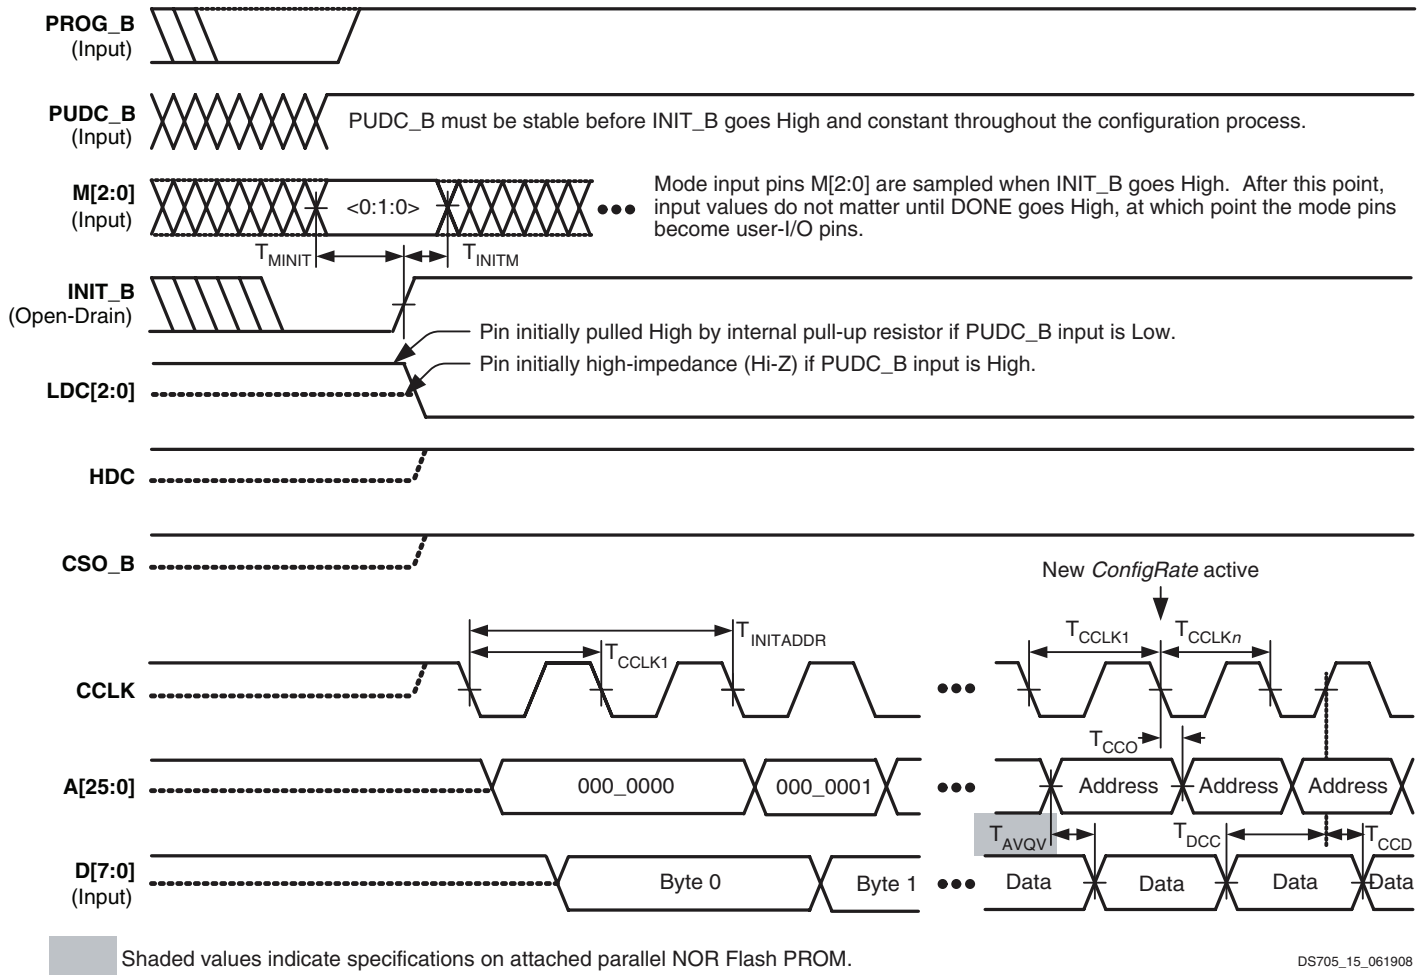 PROG_B
(Input)
PUDC_B
(Input)
PUDC_B must be stable before INIT_B goes High and constant throughout the configuration process.
M[2:0]
(Input)
<0:1:0>
Mode input pins M[2:0] are sampled when INIT_B goes High. After this point,
input values do not matter until DONE goes High, at which point the mode pins
become user-I/O pins.
TMINIT
TINITM
INIT_B
(Open-Drain)
Pin initially pulled High by internal pull-up resistor if PUDC_B input is Low.
Pin initially high-impedance (Hi-Z) if PUDC_B input is High.
LDC[2:0]
HDC
CSO_B
New ConfigRate active
TINITADDR
TCCLK1
TCCLK1
TCCLKn
CCLK
TCCO
A[25:0]
000_0000
000_0001
Address
Address
Address
TAVQV
TDCC
TCCD
D[7:0]
(Input)
Byte 0
Byte 1
Data
Data
Data
Data
Shaded values indicate specifications on attached parallel NOR Flash PROM.
DS705_15_061908